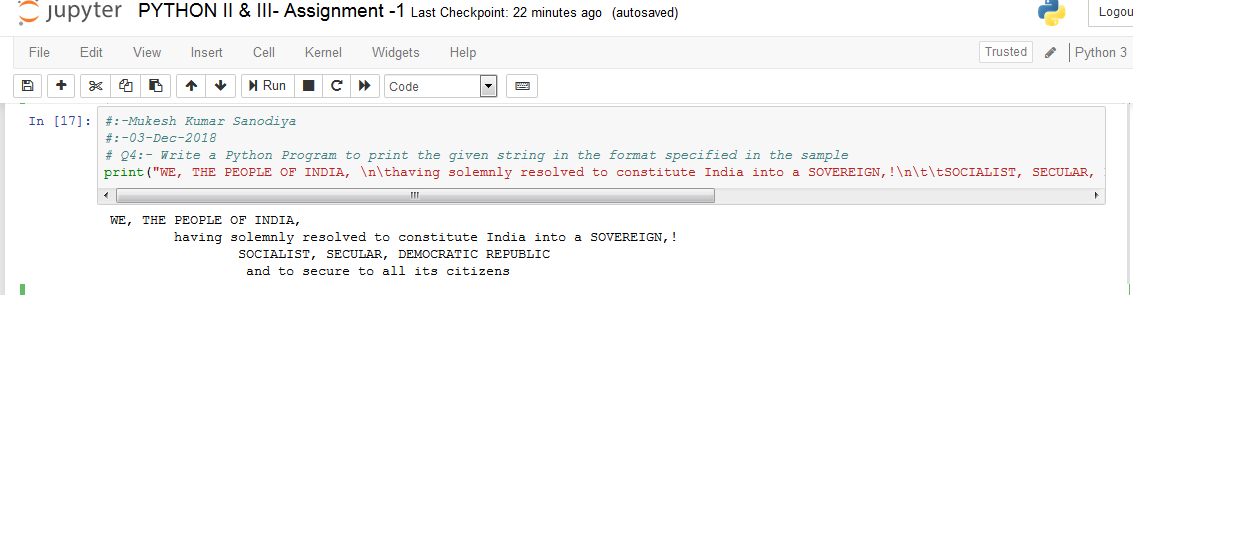 jupyter PYTHON II & III- Assignment -1 Last Checkpoint: 22 minutes ago (autosaved) Logou
File Edit View Insert Cell Kernel Widgets Help Trusted Python 3
Run Code
In [17]: #:-Mukesh Kumar Sanodiya
#:-03-Dec-2018
# Q4:- Write a Python Program to print the given string in the format specified in the sample
print("WE, THE PEOPLE OF INDIA, \n\thaving solemnly resolved to constitute India into a SOVEREIGN,!\n\t\tSOCIALIST, SECULAR,
WE, THE PEOPLE OF INDIA,
having solemnly resolved to constitute India into a SOVEREIGN,!
SOCIALIST, SECULAR, DEMOCRATIC REPUBLIC
and to secure to all its citizens